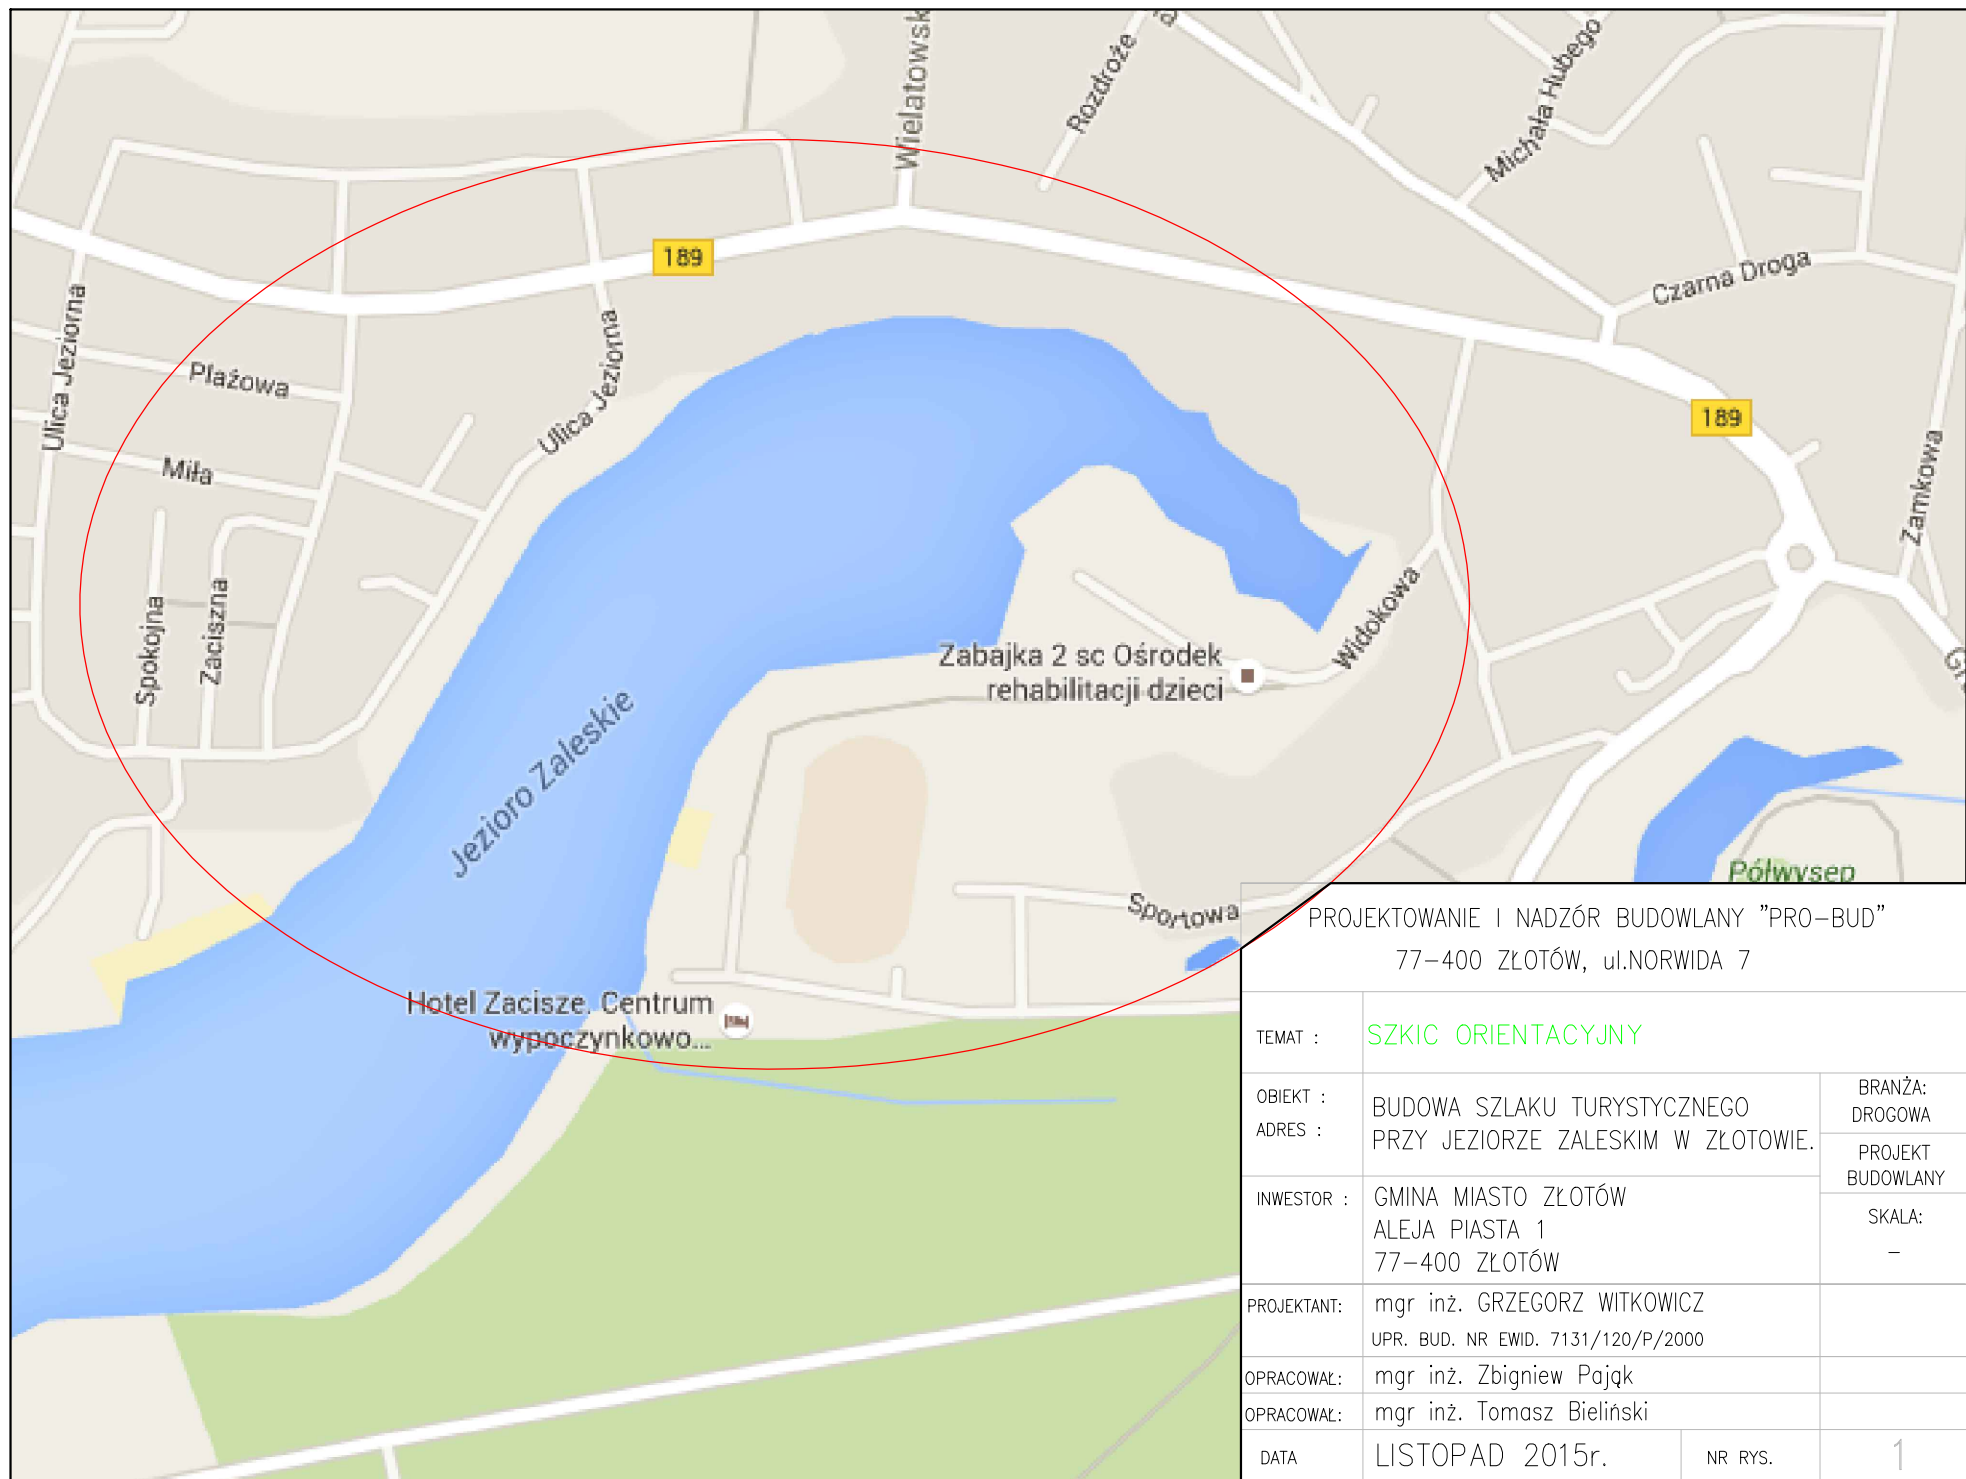 Wielatowsk
Rozdroże
Michała Hubego
189
Czarna Droga
Ulica Jeziorna
Plażowa
Ulica Jeziorna
189
Miła
Zamkowa
Spokojna
Zaciszna
Widokowa
Zabajka 2 sc Ośrodek
rehabilitacji dzieci
Jezioro Zaleskie
Półwysep
Sportowa
Hotel Zacisze. Centrum
wypoczynkowo...
PROJEKTOWANIE I NADZÓR BUDOWLANY "PRO-BUD"
77-400 ZŁOTÓW, ul.NORWIDA 7
TEMAT : SZKIC ORIENTACYJNY
OBIEKT :
ADRES :
BUDOWA SZLAKU TURYSTYCZNEGO
PRZY JEZIORZE ZALESKIM W ZŁOTOWIE.
BRANŻA:
DROGOWA
PROJEKT
BUDOWLANY
INWESTOR : GMINA MIASTO ZŁOTÓW
ALEJA PIASTA 1
77-400 ZŁOTÓW
SKALA:
-
PROJEKTANT: mgr inż. GRZEGORZ WITKOWICZ
UPR. BUD. NR EWID. 7131/120/P/2000
OPRACOWAŁ: mgr inż. Zbigniew Pająk
OPRACOWAŁ: mgr inż. Tomasz Bieliński
DATA LISTOPAD 2015r. NR RYS. 1